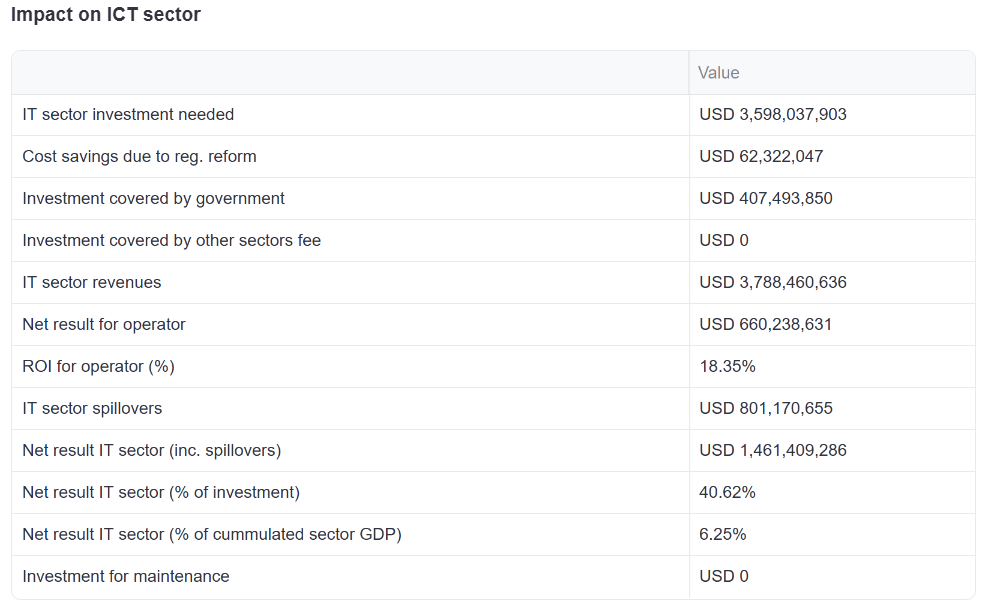 Impact on ICT sector
Value
IT sector investment needed USD 3,598,037,903
Cost savings due to reg. reform USD 62,322,047
Investment covered by government USD 407,493,850
Investment covered by other sectors fee USD 0
IT sector revenues USD 3,788,460,636
Net result for operator USD 660,238,631
ROI for operator (%) 18.35%
IT sector spillovers USD 801,170,655
Net result IT sector (inc. spillovers) USD 1,461,409,286
Net result IT sector (% of investment) 40.62%
Net result IT sector (% of cummulated sector GDP) 6.25%
Investment for maintenance USD 0